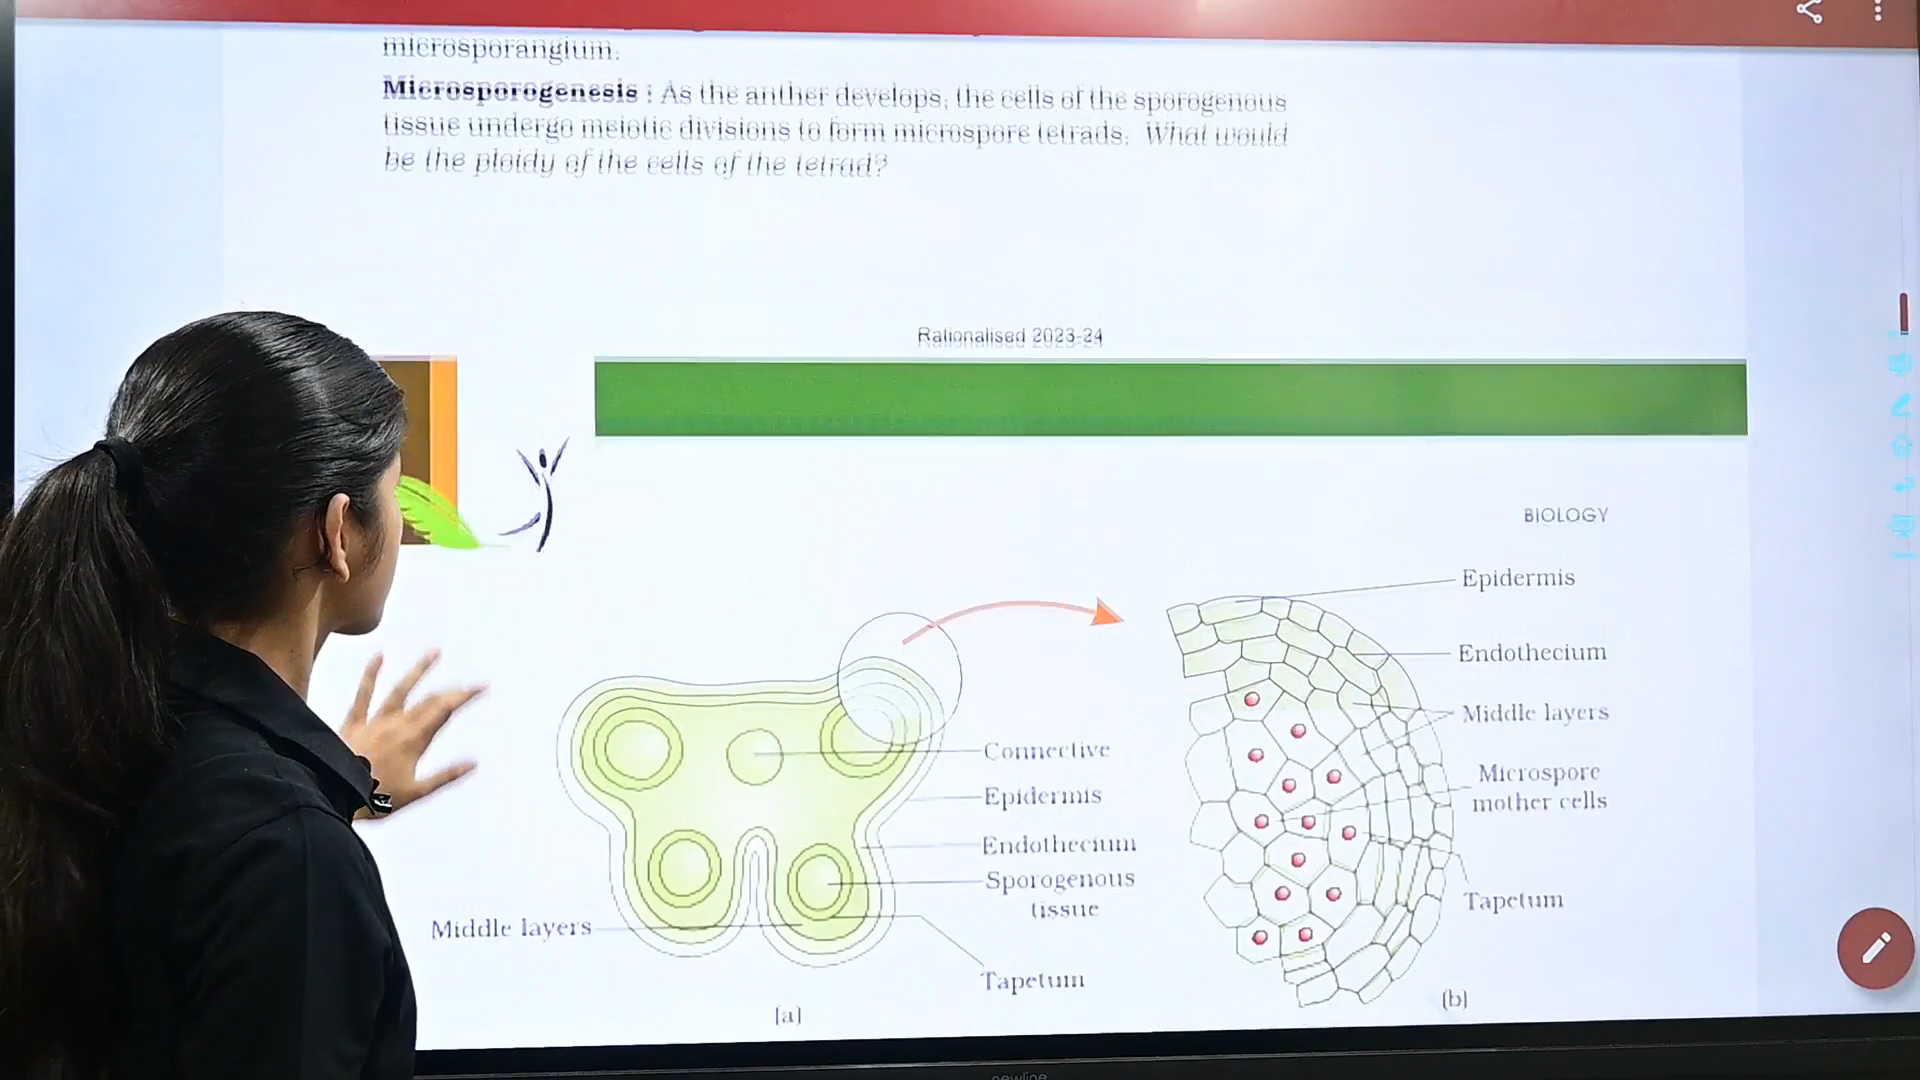 microsporangium.
Microsporogenesis : As the anther develops, the cells of the sporogenous
tissue undergo meiotic divisions to form microspore tetrads. What would
be the ploidy of the cells of the tetrad?
Rationalised 2023-24
BIOLOGY
Epidermis
Endothecium
Middle layers
Microspore
mother cells
Tapetum
(b)
Connective
Epidermis
Endothecium
Sporogenous
tissue
Middle layers
Tapetum
(a)
newline